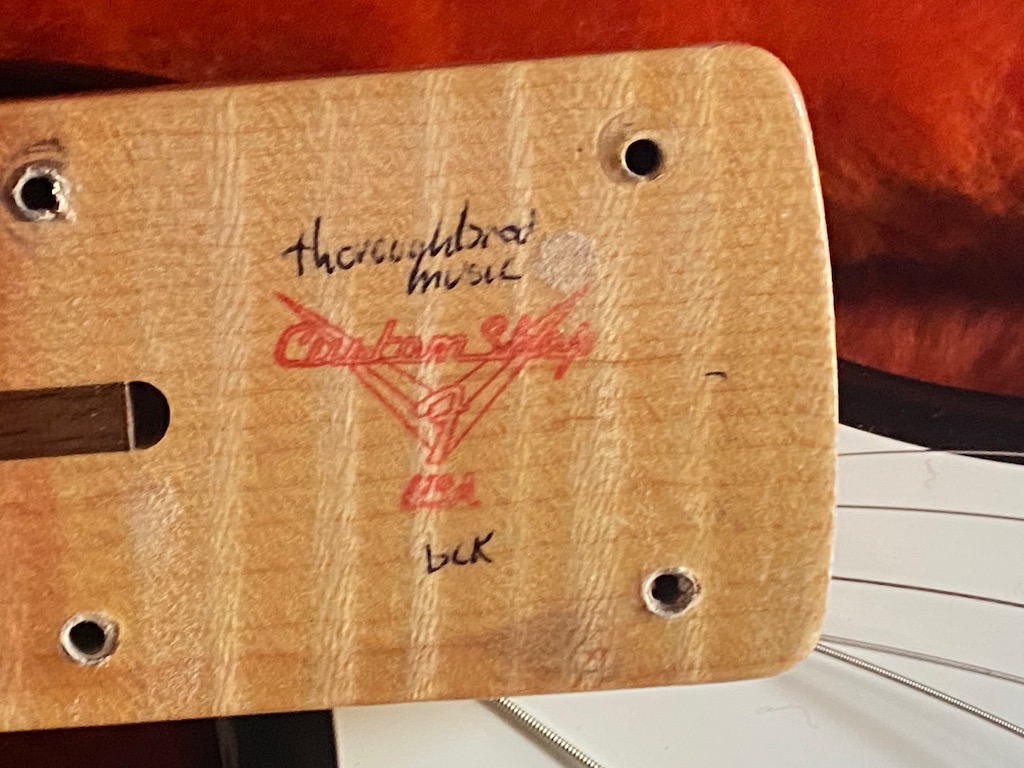 thoroughbred
music
Custom Shop
USA
bck